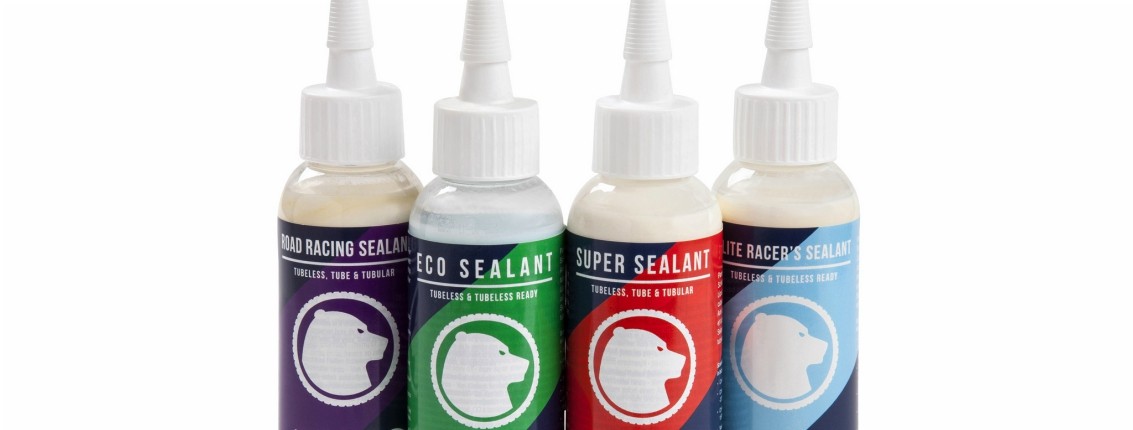 ROAD RACING SEALAN
TUBELESS, TUBE & TUBULAR
ECO SEALANT
TUBELESS & TUBELESS READY
SUPER SEALANT
TUBELESS, TUBE & TUBULAR
LITE RACER'S SEALANT
TUBELESS & TUBELESS READY